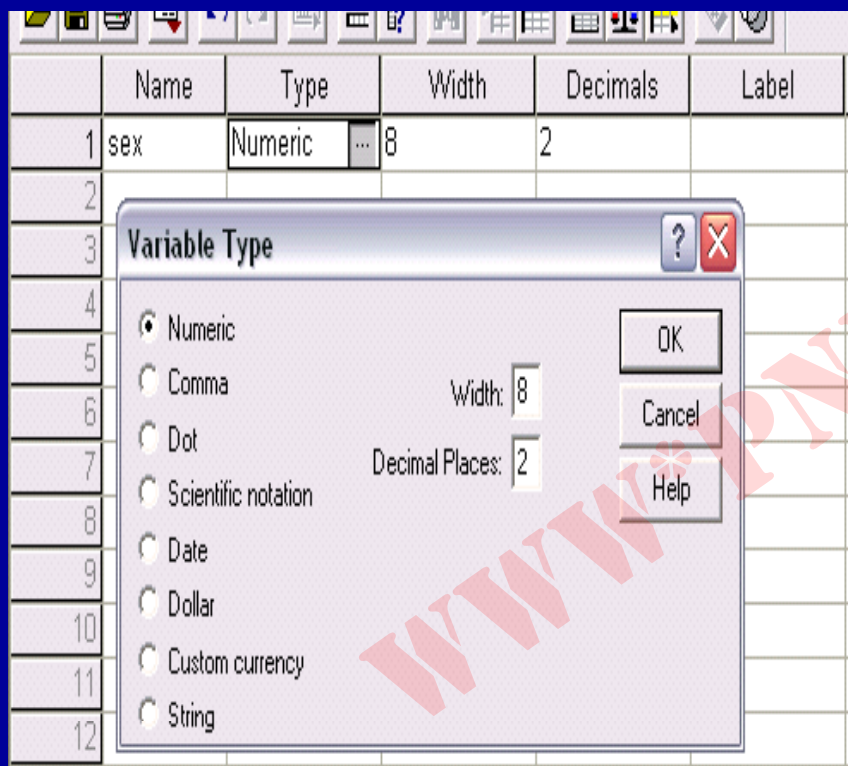 Name Type Width Decimals Label
1 sex Numeric ... 8 2
2
3
4
5
6
7
8
9
10
11
12
Variable Type
Numeric
Comma
Dot
Scientific notation
Date
Dollar
Custom currency
String
Width: 8
Decimal Places: 2
OK
Cancel
Help
WWW*PN